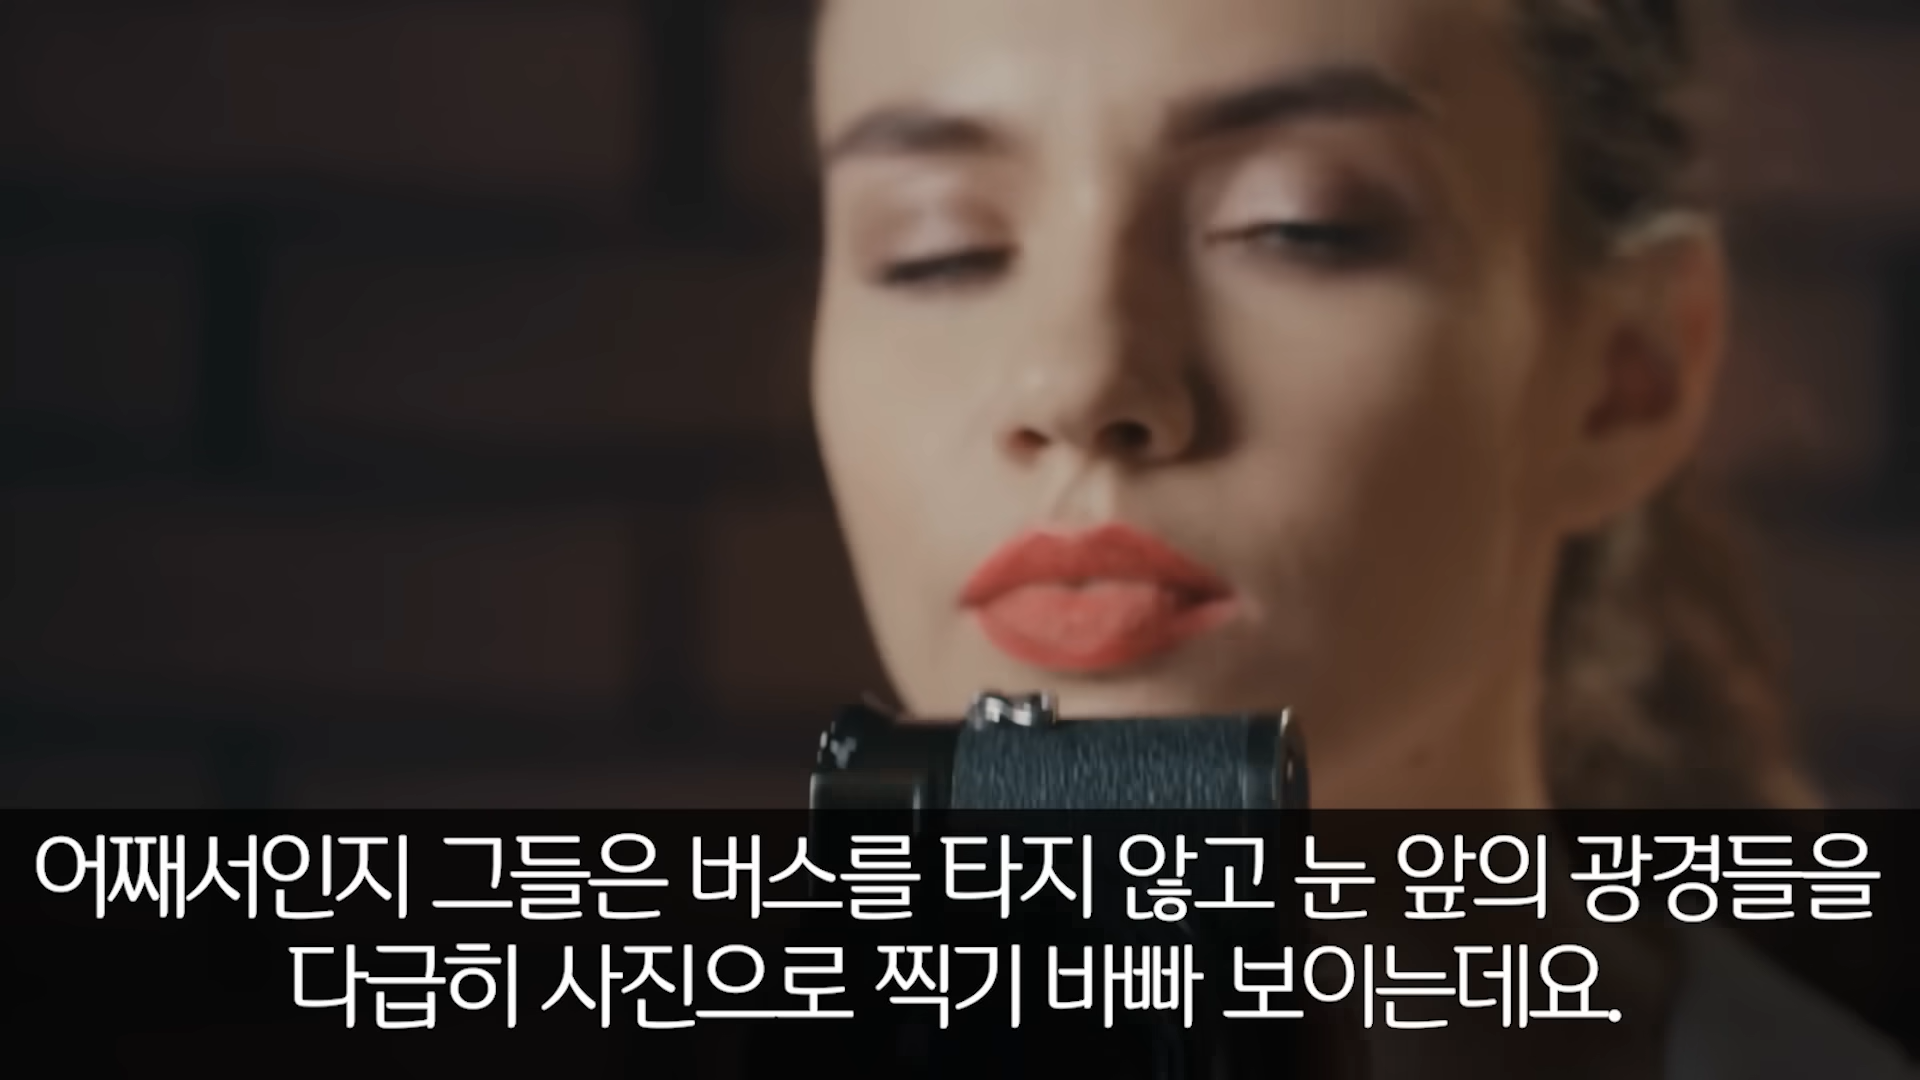 어째서인지 그들은 버스를 타지 않고 눈 앞의 광경들을
다급히 사진으로 찍기 바빠 보이는데요.